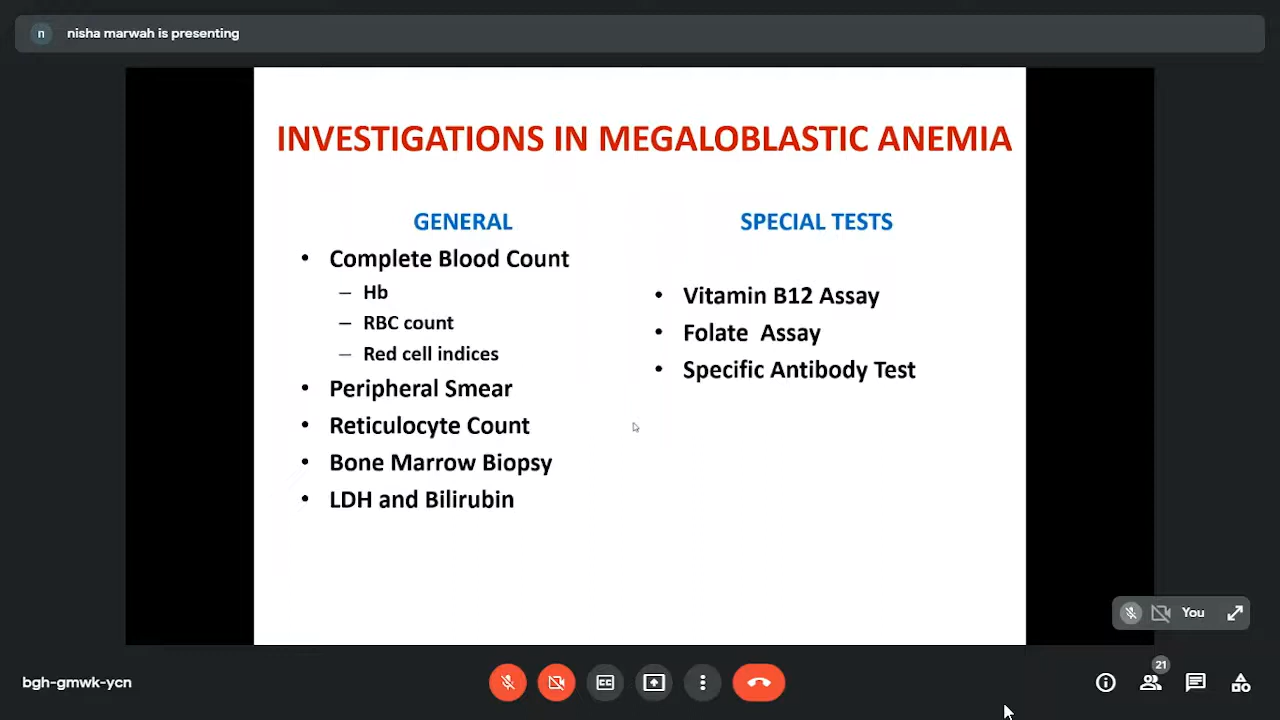 n nisha marwah is presenting
INVESTIGATIONS IN MEGALOBLASTIC ANEMIA
GENERAL
• Complete Blood Count
– Hb
– RBC count
– Red cell indices
• Peripheral Smear
• Reticulocyte Count
• Bone Marrow Biopsy
• LDH and Bilirubin
SPECIAL TESTS
• Vitamin B12 Assay
• Folate Assay
• Specific Antibody Test
You
bgh-gmwk-ycn
CC
21